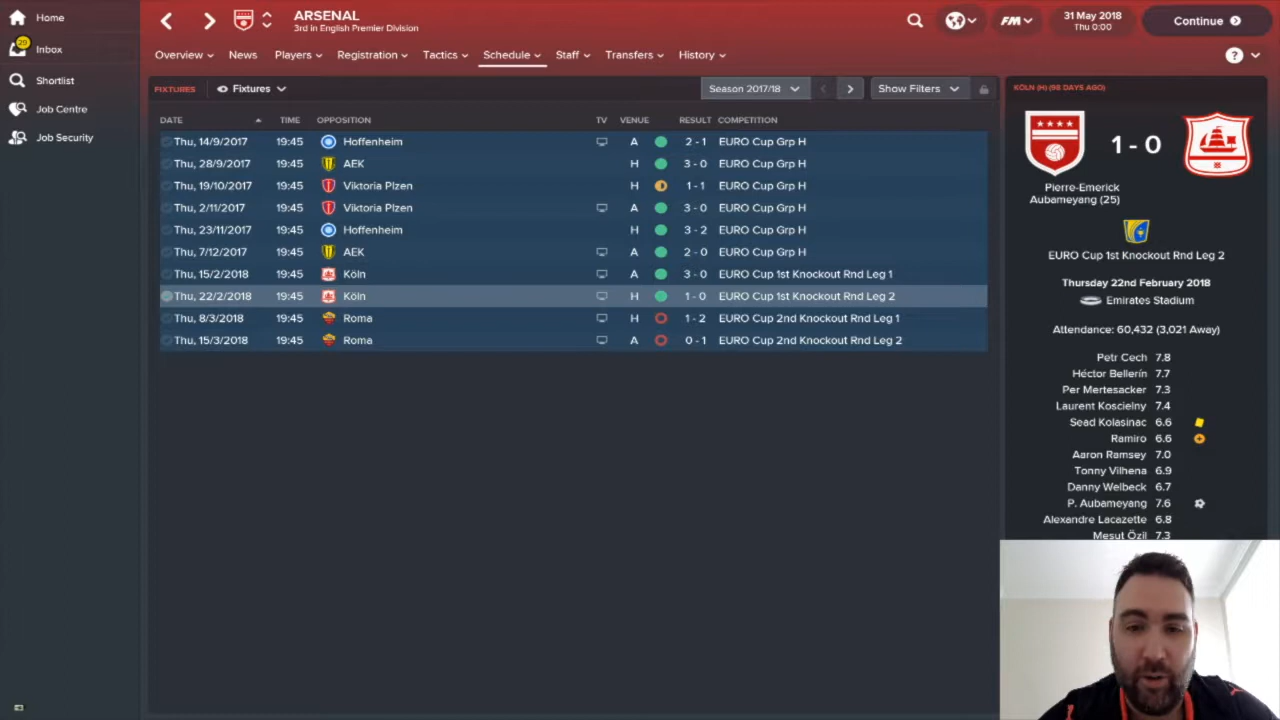 Home
29
Inbox
Shortlist
Job Centre
Job Security
ARSENAL
3rd in English Premier Division
FM
31 May 2018
Thu 0:00
Continue
Overview News Players Registration Tactics Schedule Staff Transfers History
?
FIXTURES Fixtures Season 2017/18 Show Filters
DATE TIME OPPOSITION TV VENUE RESULT COMPETITION
Thu, 14/9/2017 19:45 Hoffenheim A 2 - 1 EURO Cup Grp H
Thu, 28/9/2017 19:45 AEK H 3 - 0 EURO Cup Grp H
Thu, 19/10/2017 19:45 Viktoria Plzen H 1 - 1 EURO Cup Grp H
Thu, 2/11/2017 19:45 Viktoria Plzen A 3 - 0 EURO Cup Grp H
Thu, 23/11/2017 19:45 Hoffenheim H 3 - 2 EURO Cup Grp H
Thu, 7/12/2017 19:45 AEK A 2 - 0 EURO Cup Grp H
Thu, 15/2/2018 19:45 Köln A 3 - 0 EURO Cup 1st Knockout Rnd Leg 1
Thu, 22/2/2018 19:45 Köln H 1 - 0 EURO Cup 1st Knockout Rnd Leg 2
Thu, 8/3/2018 19:45 Roma H 1 - 2 EURO Cup 2nd Knockout Rnd Leg 1
Thu, 15/3/2018 19:45 Roma A 0 - 1 EURO Cup 2nd Knockout Rnd Leg 2
KÖLN (H) (98 DAYS AGO)
1 - 0
Pierre-Emerick
Aubameyang (25)
EURO Cup 1st Knockout Rnd Leg 2
Thursday 22nd February 2018
Emirates Stadium
Attendance: 60,432 (3,021 Away)
Petr Cech 7.8
Héctor Bellerín 7.7
Per Mertesacker 7.3
Laurent Koscielny 7.4
Sead Kolasinac 6.6
Ramiro 6.6
Aaron Ramsey 7.0
Tonny Vilhena 6.9
Danny Welbeck 6.7
P. Aubameyang 7.6
Alexandre Lacazette 6.8
Mesut Özil 7.3